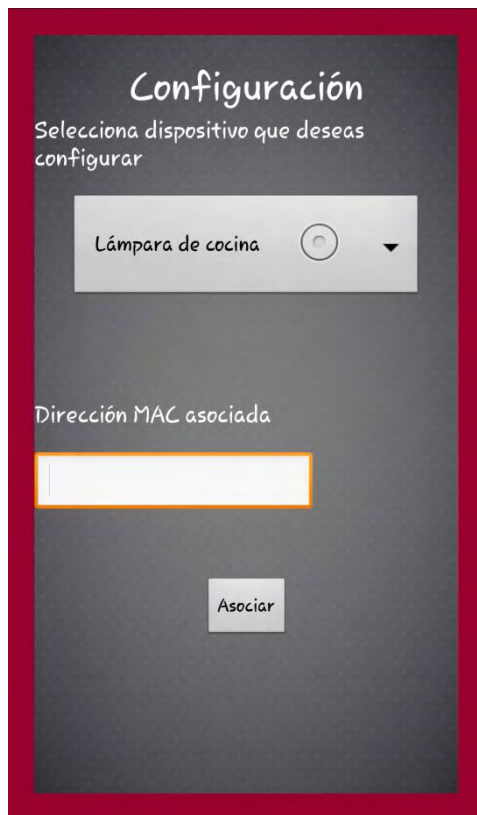 Configuración
Selecciona dispositivo que deseas
configurar
Lámpara de cocina
Dirección MAC asociada
Asociar